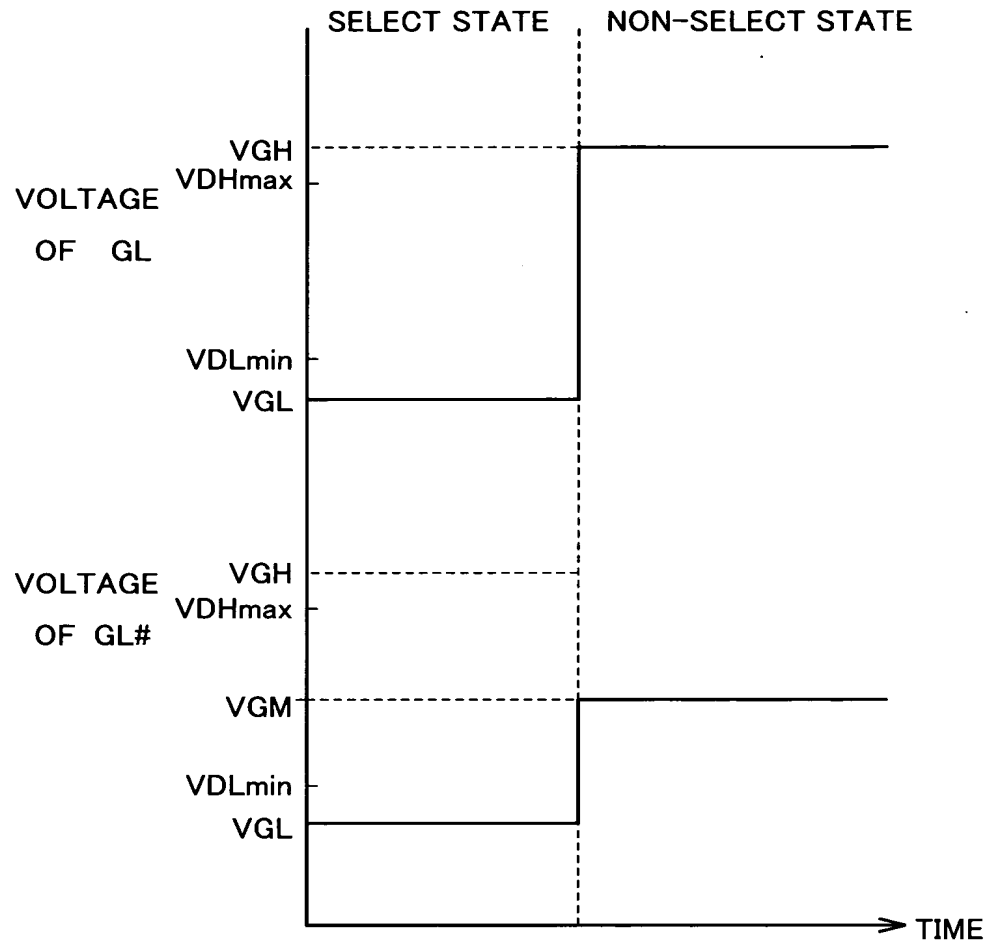 SELECT STATE
NON-SELECT STATE
VGH
VDHmax
VOLTAGE
OF GL
VDLmin
VGL
VGH
VOLTAGE
VDHmax
OF GL#
VGM
VDLmin
VGL
TIME